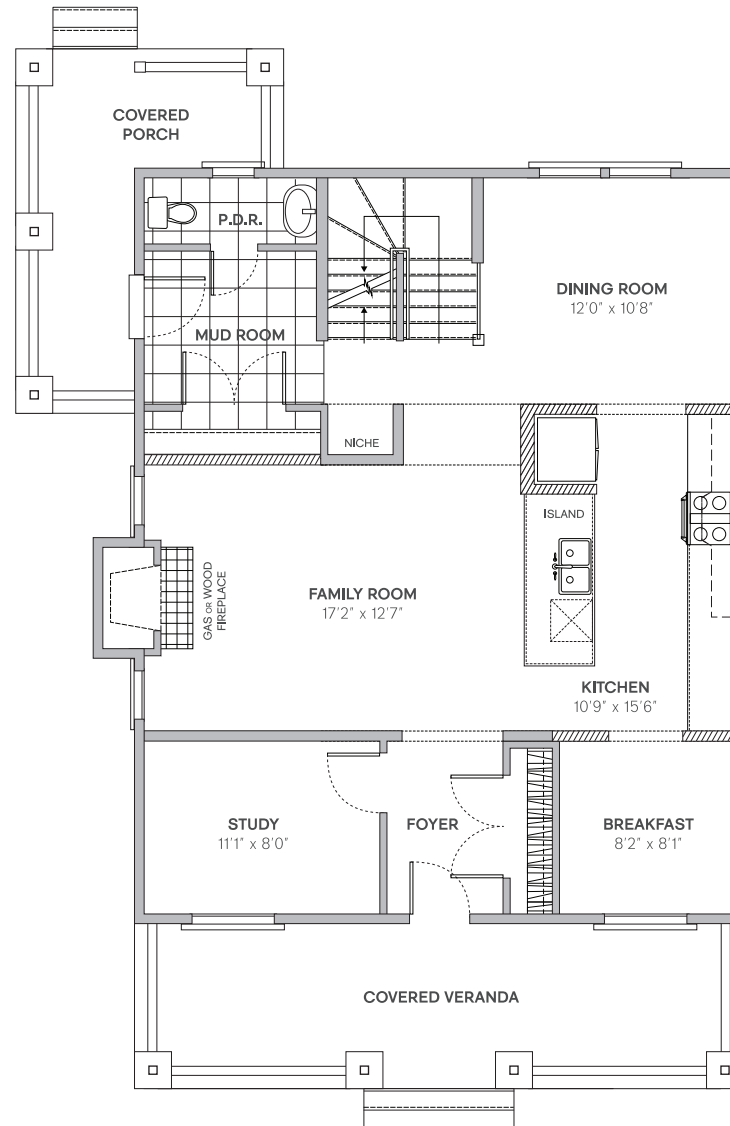 COVERED
PORCH
P.D.R.
MUD ROOM
DINING ROOM
12'0" x 10'8"
NICHE
ISLAND
GAS OR WOOD
FIREPLACE
FAMILY ROOM
17'2" x 12'7"
KITCHEN
10'9" x 15'6"
STUDY
11'1" x 8'0"
FOYER
BREAKFAST
8'2" x 8'1"
COVERED VERANDA